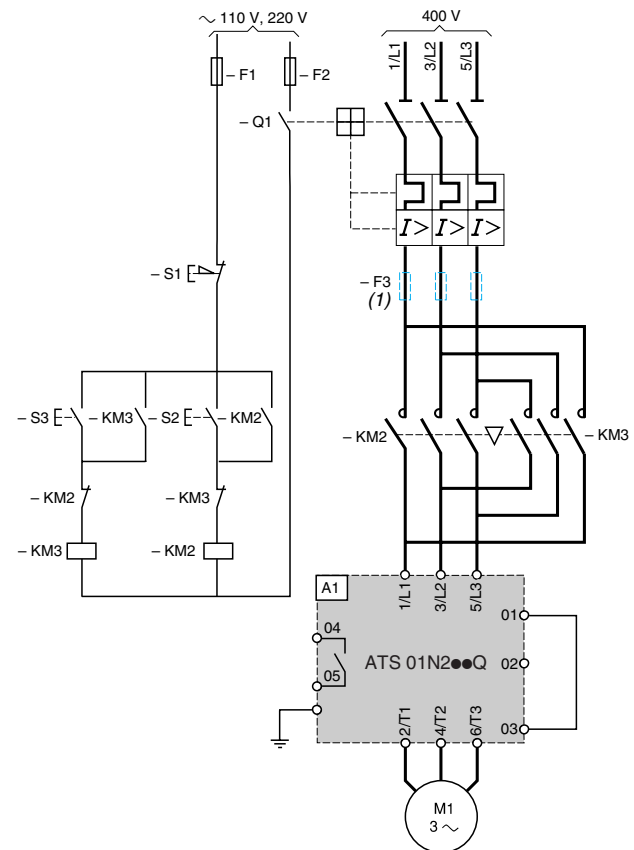 ∼ 110 V, 220 V
400 V
1/L1
3/L2
5/L3
– F1
– F2
– Q1
I>
I>
I>
– S1
– F3
(1)
– S3
– KM3
– S2
– KM2
– KM2
– KM3
– KM2
– KM3
– KM3
– KM2
A1
1/L1
3/L2
5/L3
01
04
ATS 01N2●●Q
02
05
03
2/T1
4/T2
6/T3
M1
3 ∼